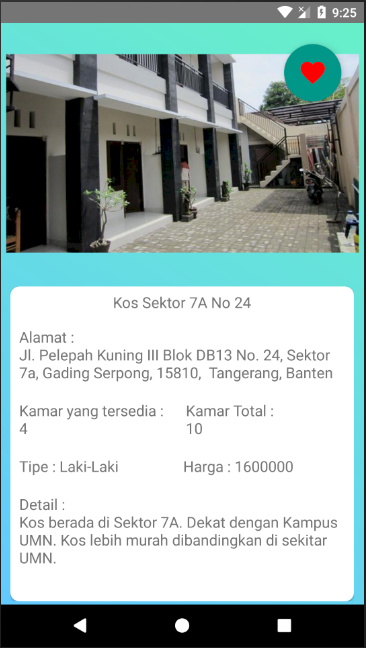 9:25
Kos Sektor 7A No 24
Alamat :
Jl. Pelepah Kuning III Blok DB13 No. 24, Sektor
7a, Gading Serpong, 15810,  Tangerang, Banten
Kamar yang tersedia : Kamar Total :
4 10
Tipe : Laki-Laki Harga : 1600000
Detail :
Kos berada di Sektor 7A. Dekat dengan Kampus
UMN. Kos lebih murah dibandingkan di sekitar
UMN.